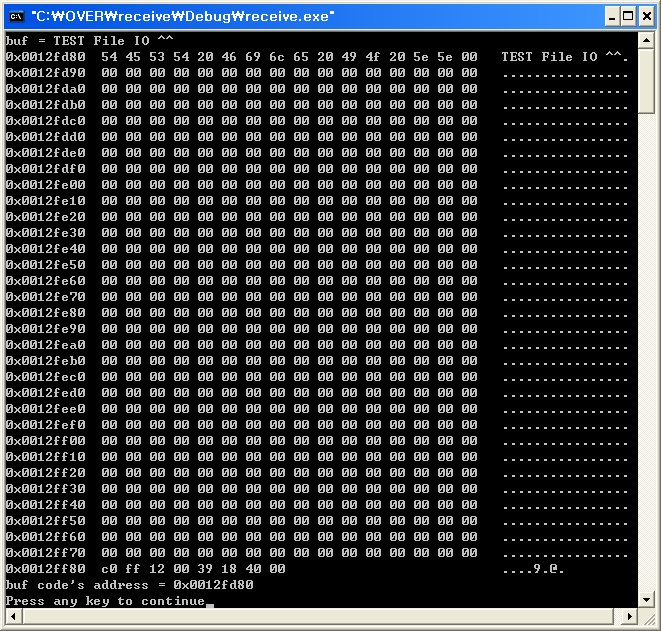 "C:₩OVER₩receive₩Debug₩receive.exe"
buf = TEST File IO ^^
0x0012fd80  54 45 53 54 20 46 69 6c 65 20 49 4f 20 5e 5e 00   TEST File IO ^^.
0x0012fd90  00 00 00 00 00 00 00 00 00 00 00 00 00 00 00 00   ................
0x0012fda0  00 00 00 00 00 00 00 00 00 00 00 00 00 00 00 00   ................
0x0012fdb0  00 00 00 00 00 00 00 00 00 00 00 00 00 00 00 00   ................
0x0012fdc0  00 00 00 00 00 00 00 00 00 00 00 00 00 00 00 00   ................
0x0012fdd0  00 00 00 00 00 00 00 00 00 00 00 00 00 00 00 00   ................
0x0012fde0  00 00 00 00 00 00 00 00 00 00 00 00 00 00 00 00   ................
0x0012fdf0  00 00 00 00 00 00 00 00 00 00 00 00 00 00 00 00   ................
0x0012fe00  00 00 00 00 00 00 00 00 00 00 00 00 00 00 00 00   ................
0x0012fe10  00 00 00 00 00 00 00 00 00 00 00 00 00 00 00 00   ................
0x0012fe20  00 00 00 00 00 00 00 00 00 00 00 00 00 00 00 00   ................
0x0012fe30  00 00 00 00 00 00 00 00 00 00 00 00 00 00 00 00   ................
0x0012fe40  00 00 00 00 00 00 00 00 00 00 00 00 00 00 00 00   ................
0x0012fe50  00 00 00 00 00 00 00 00 00 00 00 00 00 00 00 00   ................
0x0012fe60  00 00 00 00 00 00 00 00 00 00 00 00 00 00 00 00   ................
0x0012fe70  00 00 00 00 00 00 00 00 00 00 00 00 00 00 00 00   ................
0x0012fe80  00 00 00 00 00 00 00 00 00 00 00 00 00 00 00 00   ................
0x0012fe90  00 00 00 00 00 00 00 00 00 00 00 00 00 00 00 00   ................
0x0012fea0  00 00 00 00 00 00 00 00 00 00 00 00 00 00 00 00   ................
0x0012feb0  00 00 00 00 00 00 00 00 00 00 00 00 00 00 00 00   ................
0x0012fec0  00 00 00 00 00 00 00 00 00 00 00 00 00 00 00 00   ................
0x0012fed0  00 00 00 00 00 00 00 00 00 00 00 00 00 00 00 00   ................
0x0012fee0  00 00 00 00 00 00 00 00 00 00 00 00 00 00 00 00   ................
0x0012fef0  00 00 00 00 00 00 00 00 00 00 00 00 00 00 00 00   ................
0x0012ff00  00 00 00 00 00 00 00 00 00 00 00 00 00 00 00 00   ................
0x0012ff10  00 00 00 00 00 00 00 00 00 00 00 00 00 00 00 00   ................
0x0012ff20  00 00 00 00 00 00 00 00 00 00 00 00 00 00 00 00   ................
0x0012ff30  00 00 00 00 00 00 00 00 00 00 00 00 00 00 00 00   ................
0x0012ff40  00 00 00 00 00 00 00 00 00 00 00 00 00 00 00 00   ................
0x0012ff50  00 00 00 00 00 00 00 00 00 00 00 00 00 00 00 00   ................
0x0012ff60  00 00 00 00 00 00 00 00 00 00 00 00 00 00 00 00   ................
0x0012ff70  00 00 00 00 00 00 00 00 00 00 00 00 00 00 00 00   ................
0x0012ff80  c0 ff 12 00 39 18 40 00                           ....9.@.
buf code's address = 0x0012fd80
Press any key to continue_